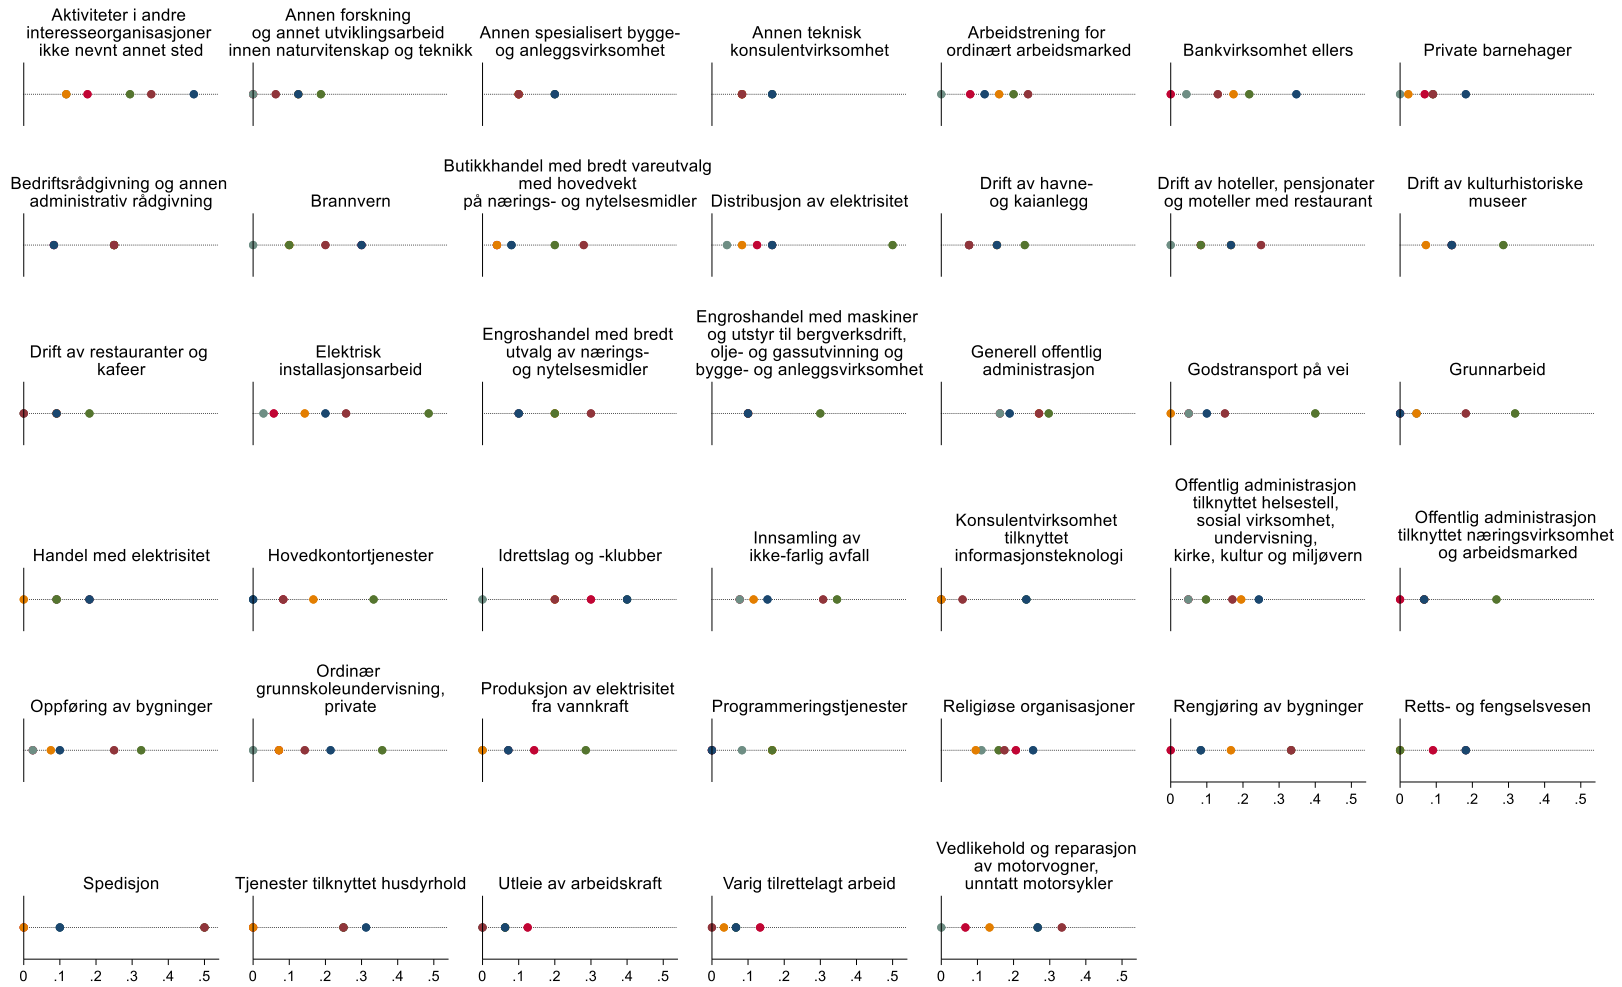 Aktiviteter i andre
interesseorganisasjoner
ikke nevnt annet sted
Annen forskning
og annet utviklingsarbeid
innen naturvitenskap og teknikk
Annen spesialisert bygge-
og anleggsvirksomhet
Annen teknisk
konsulentvirksomhet
Arbeidstrening for
ordinært arbeidsmarked
Bankvirksomhet ellers
Private barnehager
Bedriftsrådgivning og annen
administrativ rådgivning
Brannvern
Butikkhandel med bredt vareutvalg
med hovedvekt
på nærings- og nytelsesmidler
Distribusjon av elektrisitet
Drift av havne-
og kaianlegg
Drift av hoteller, pensjonater
og moteller med restaurant
Drift av kulturhistoriske
museer
Drift av restauranter og
kafeer
Elektrisk
installasjonsarbeid
Engroshandel med bredt
utvalg av nærings-
og nytelsesmidler
Engroshandel med maskiner
og utstyr til bergverksdrift,
olje- og gassutvinning og
bygge- og anleggsvirksomhet
Generell offentlig
administrasjon
Godstransport på vei
Grunnarbeid
Handel med elektrisitet
Hovedkontortjenester
Idrettslag og -klubber
Innsamling av
ikke-farlig avfall
Konsulentvirksomhet
tilknyttet
informasjonsteknologi
Offentlig administrasjon
tilknyttet helsestell,
sosial virksomhet,
undervisning,
kirke, kultur og miljøvern
Offentlig administrasjon
tilknyttet næringsvirksomhet
og arbeidsmarked
Oppføring av bygninger
Ordinær
grunnskoleundervisning,
private
Produksjon av elektrisitet
fra vannkraft
Programmeringstjenester
Religiøse organisasjoner
Rengjøring av bygninger
0 .1 .2 .3 .4 .5
Retts- og fengselsvesen
0 .1 .2 .3 .4 .5
Spedisjon
0 .1 .2 .3 .4 .5
Tjenester tilknyttet husdyrhold
0 .1 .2 .3 .4 .5
Utleie av arbeidskraft
0 .1 .2 .3 .4 .5
Varig tilrettelagt arbeid
0 .1 .2 .3 .4 .5
Vedlikehold og reparasjon
av motorvogner,
unntatt motorsykler
0 .1 .2 .3 .4 .5